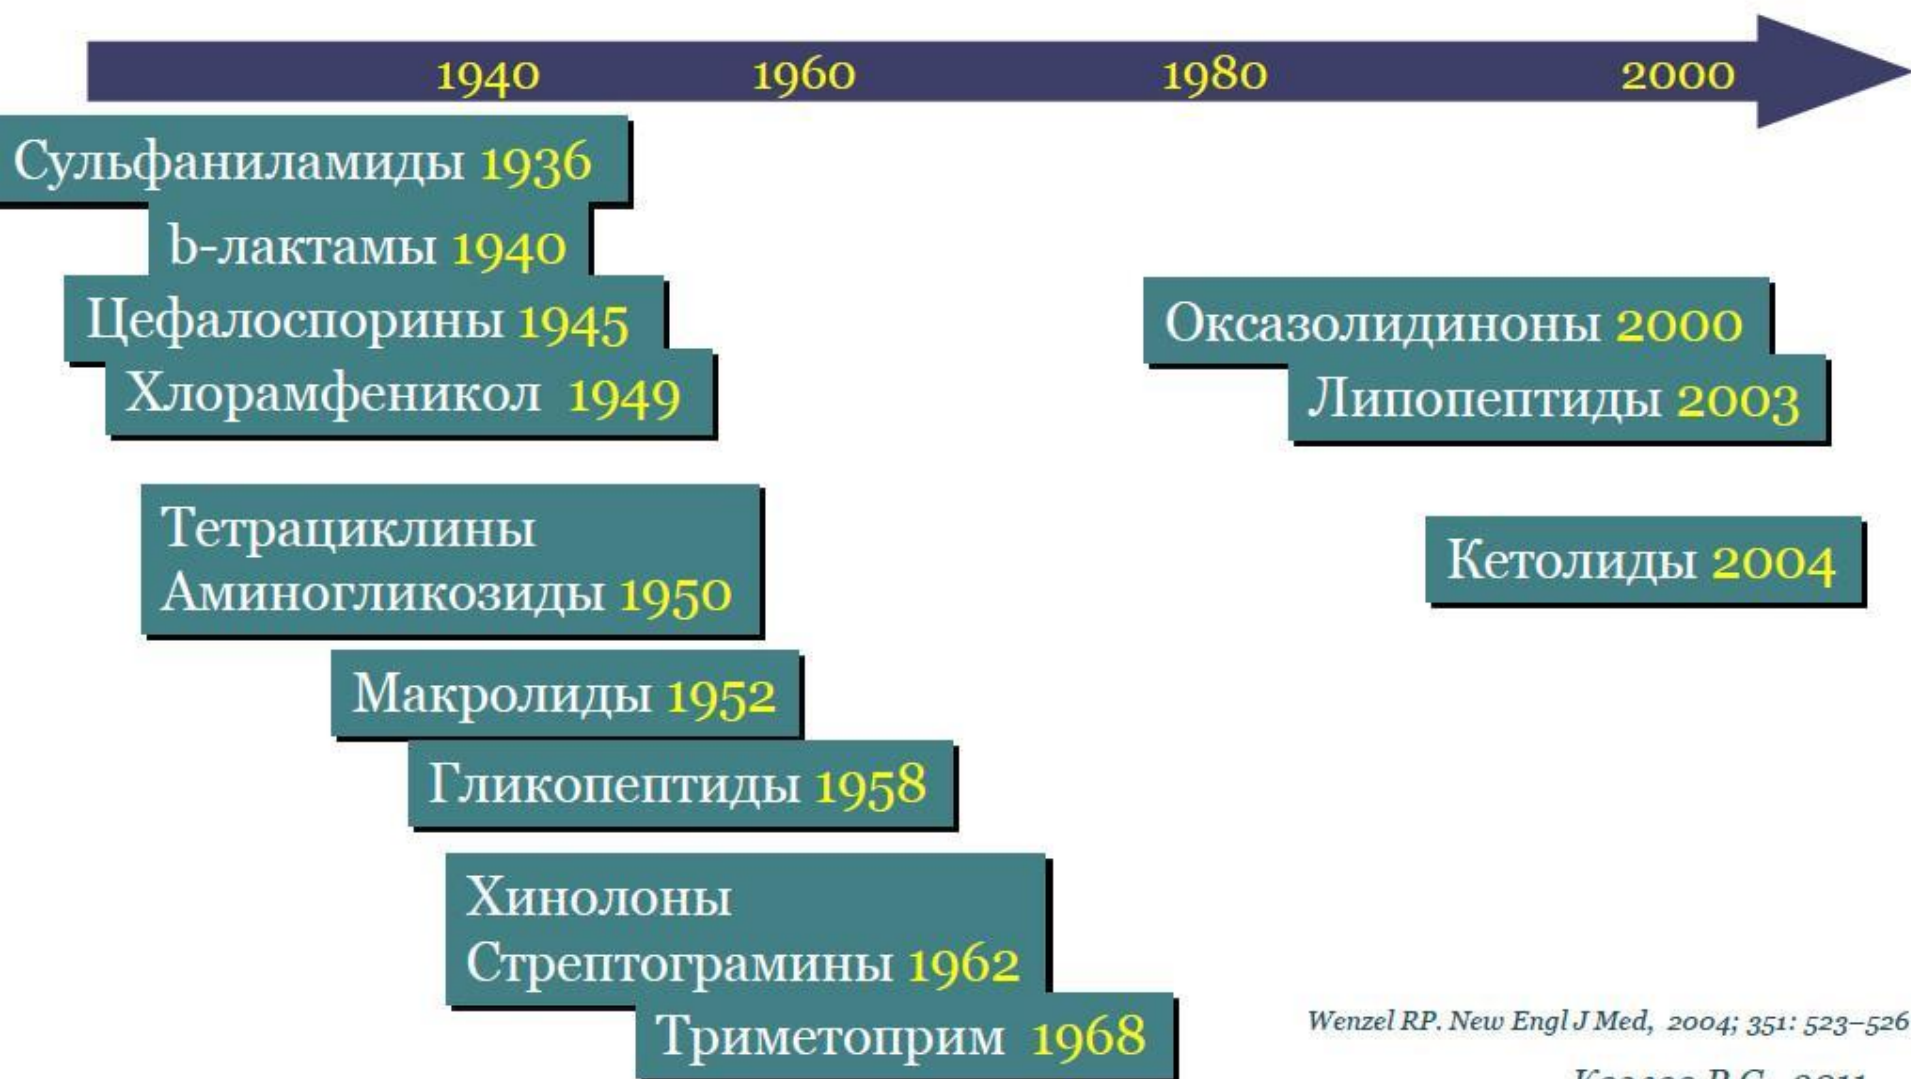 1940 1960 1980 2000
Сульфаниламиды 1936
b-лактамы 1940
Цефалоспорины 1945
Хлорамфеникол 1949
Тетрациклины
Аминогликозиды 1950
Макролиды 1952
Гликопептиды 1958
Хинолоны
Стрептограмины 1962
Триметоприм 1968
Оксазолидиноны 2000
Липопептиды 2003
Кетолиды 2004
Wenzel RP. New Engl J Med, 2004; 351: 523–526